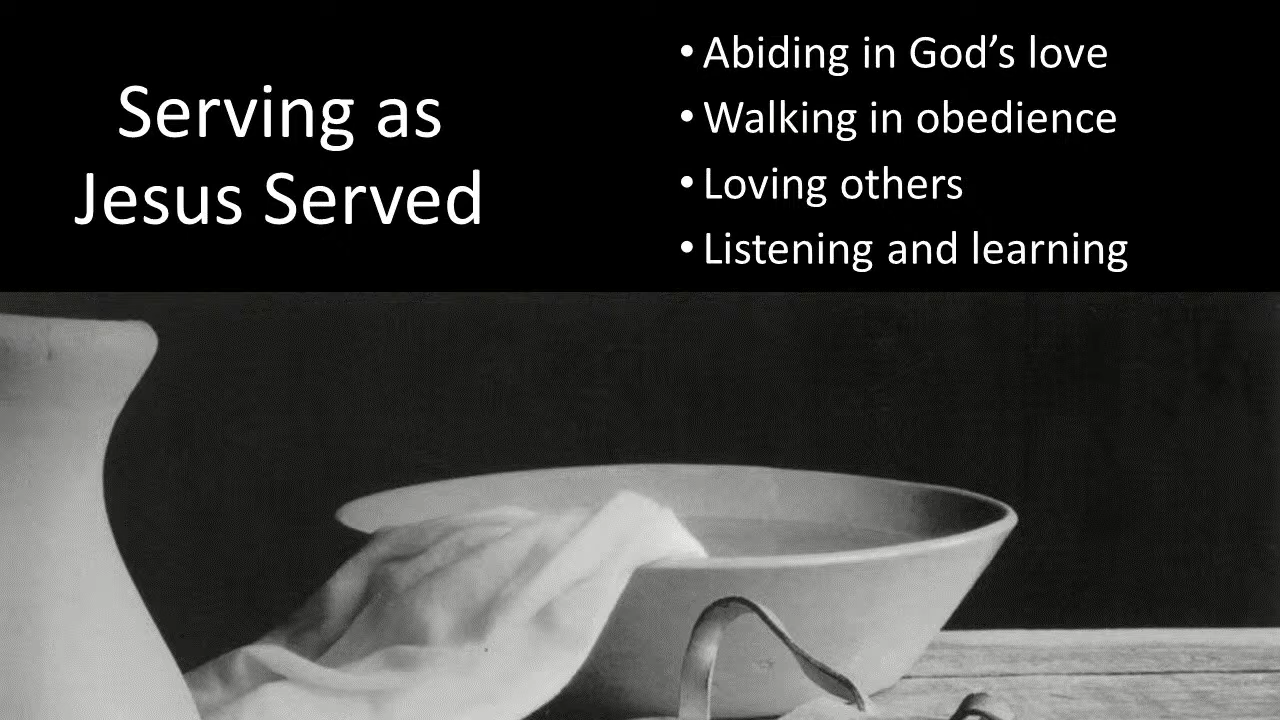 Serving as
Jesus Served
• Abiding in God’s love
• Walking in obedience
• Loving others
• Listening and learning